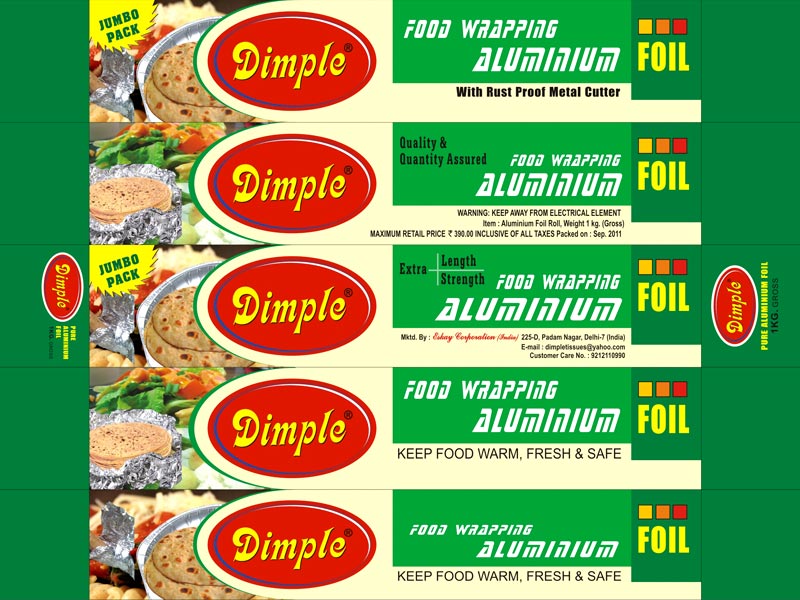 JUMBO
PACK
Dimple®
FOOD WRAPPING
ALUMINIUM
FOIL
With Rust Proof Metal Cutter
Dimple®
Quality &
Quantity Assured
FOOD WRAPPING
ALUMINIUM
FOIL
WARNING: KEEP AWAY FROM ELECTRICAL ELEMENT
Item : Aluminium Foil Roll, Weight 1 kg. (Gross)
MAXIMUM RETAIL PRICE ₹ 390.00 INCLUSIVE OF ALL TAXES Packed on : Sep. 2011
Dimple
PURE
ALUMINIUM
FOIL
1KG. GROSS
JUMBO
PACK
Dimple®
Extra Length
Strength
FOOD WRAPPING
ALUMINIUM
FOIL
Mktd. By : Eskay Corporation (India) 225-D, Padam Nagar, Delhi-7 (India)
E-mail : dimpletissues@yahoo.com
Customer Care No. : 9212110990
Dimple
PURE ALUMINIUM FOIL
1KG. GROSS
Dimple®
FOOD WRAPPING
ALUMINIUM
FOIL
KEEP FOOD WARM, FRESH & SAFE
Dimple®
FOOD WRAPPING
ALUMINIUM
FOIL
KEEP FOOD WARM, FRESH & SAFE